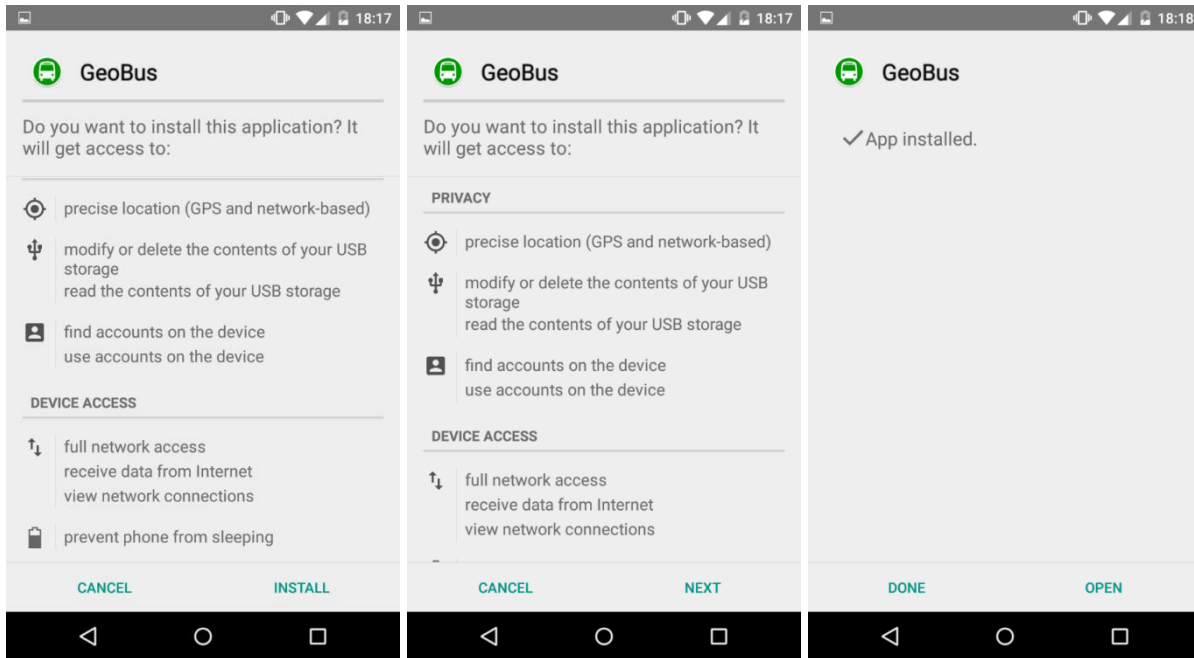 18:17
GeoBus
Do you want to install this application? It
will get access to:
precise location (GPS and network-based)
modify or delete the contents of your USB
storage
read the contents of your USB storage
find accounts on the device
use accounts on the device
DEVICE ACCESS
full network access
receive data from Internet
view network connections
prevent phone from sleeping
CANCEL INSTALL
18:17
GeoBus
Do you want to install this application? It
will get access to:
PRIVACY
precise location (GPS and network-based)
modify or delete the contents of your USB
storage
read the contents of your USB storage
find accounts on the device
use accounts on the device
DEVICE ACCESS
full network access
receive data from Internet
view network connections
CANCEL NEXT
18:18
GeoBus
App installed.
DONE OPEN